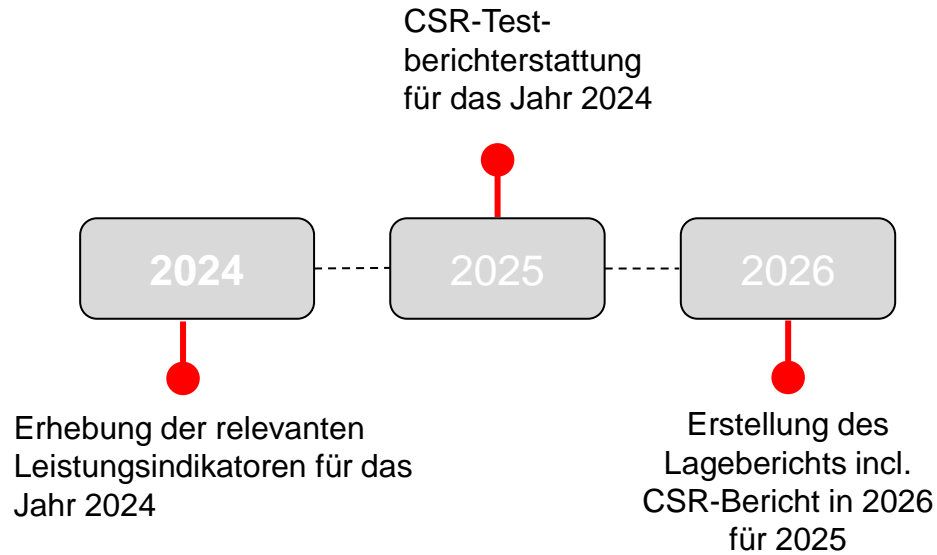 CSR-Test-
berichterstattung
für das Jahr 2024
2024
2025
2026
Erhebung der relevanten
Leistungsindikatoren für das
Jahr 2024
Erstellung des
Lageberichts incl.
CSR-Bericht in 2026
für 2025